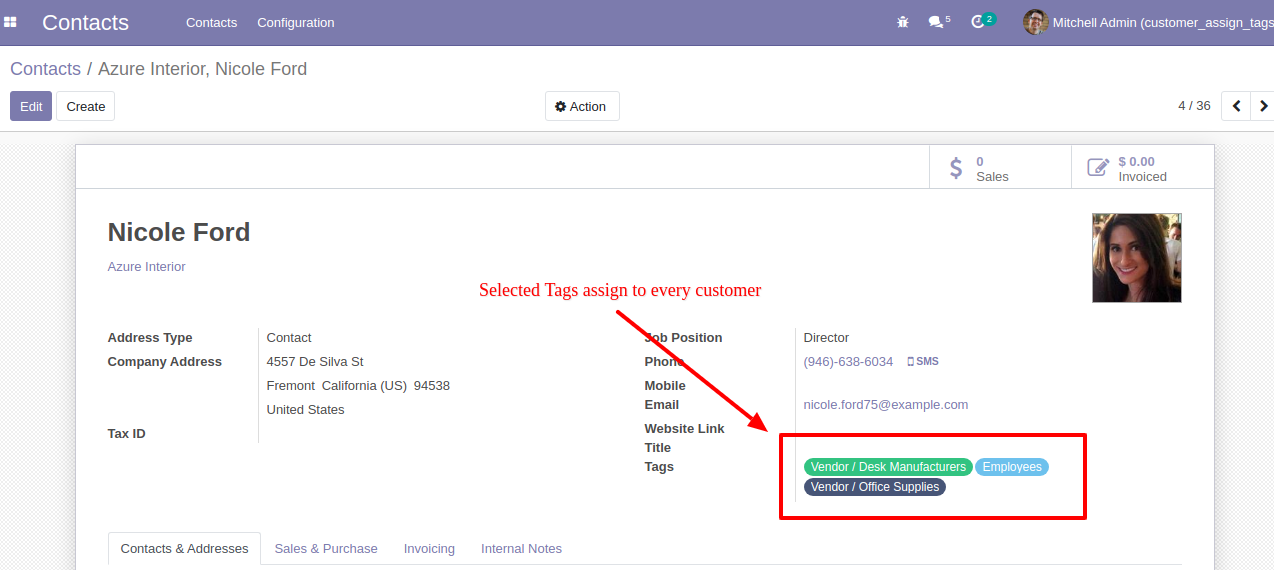 Contacts Contacts Configuration 5 2 Mitchell Admin (customer_assign_tags
Contacts / Azure Interior, Nicole Ford
Edit Create Action 4 / 36
$ 0 $ 0.00
Sales Invoiced
Nicole Ford
Azure Interior
Selected Tags assign to every customer
Address Type Contact Job Position Director
Company Address 4557 De Silva St Phone (946)-638-6034 SMS
Fremont California (US) 94538 Mobile
United States Email nicole.ford75@example.com
Tax ID Website Link
Title
Tags Vendor / Desk Manufacturers Employees
Vendor / Office Supplies
Contacts & Addresses Sales & Purchase Invoicing Internal Notes